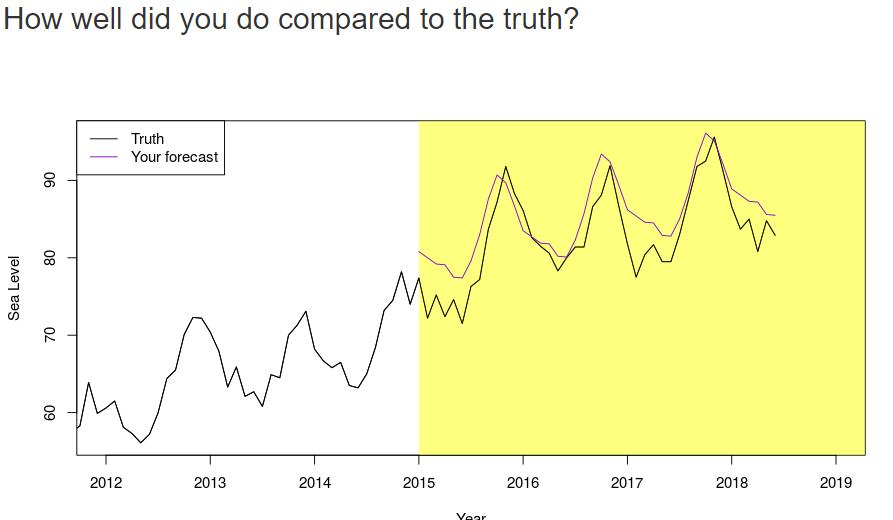 How well did you do compared to the truth?
Truth
Your forecast
90
80
70
60
Sea Level
2012 2013 2014 2015 2016 2017 2018 2019
Year